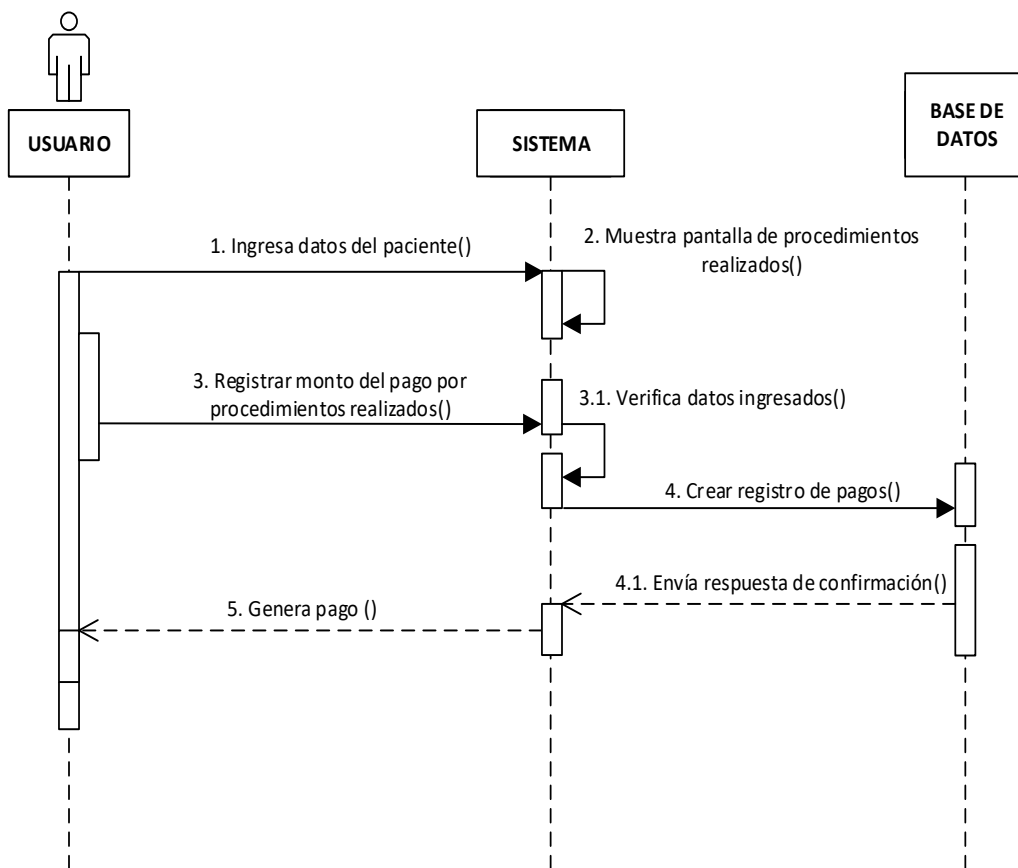 USUARIO
SISTEMA
BASE DE
DATOS
1. Ingresa datos del paciente()
2. Muestra pantalla de procedimientos
realizados()
3. Registrar monto del pago por
procedimientos realizados()
3.1. Verifica datos ingresados()
4. Crear registro de pagos()
4.1. Envía respuesta de confirmación()
5. Genera pago ()